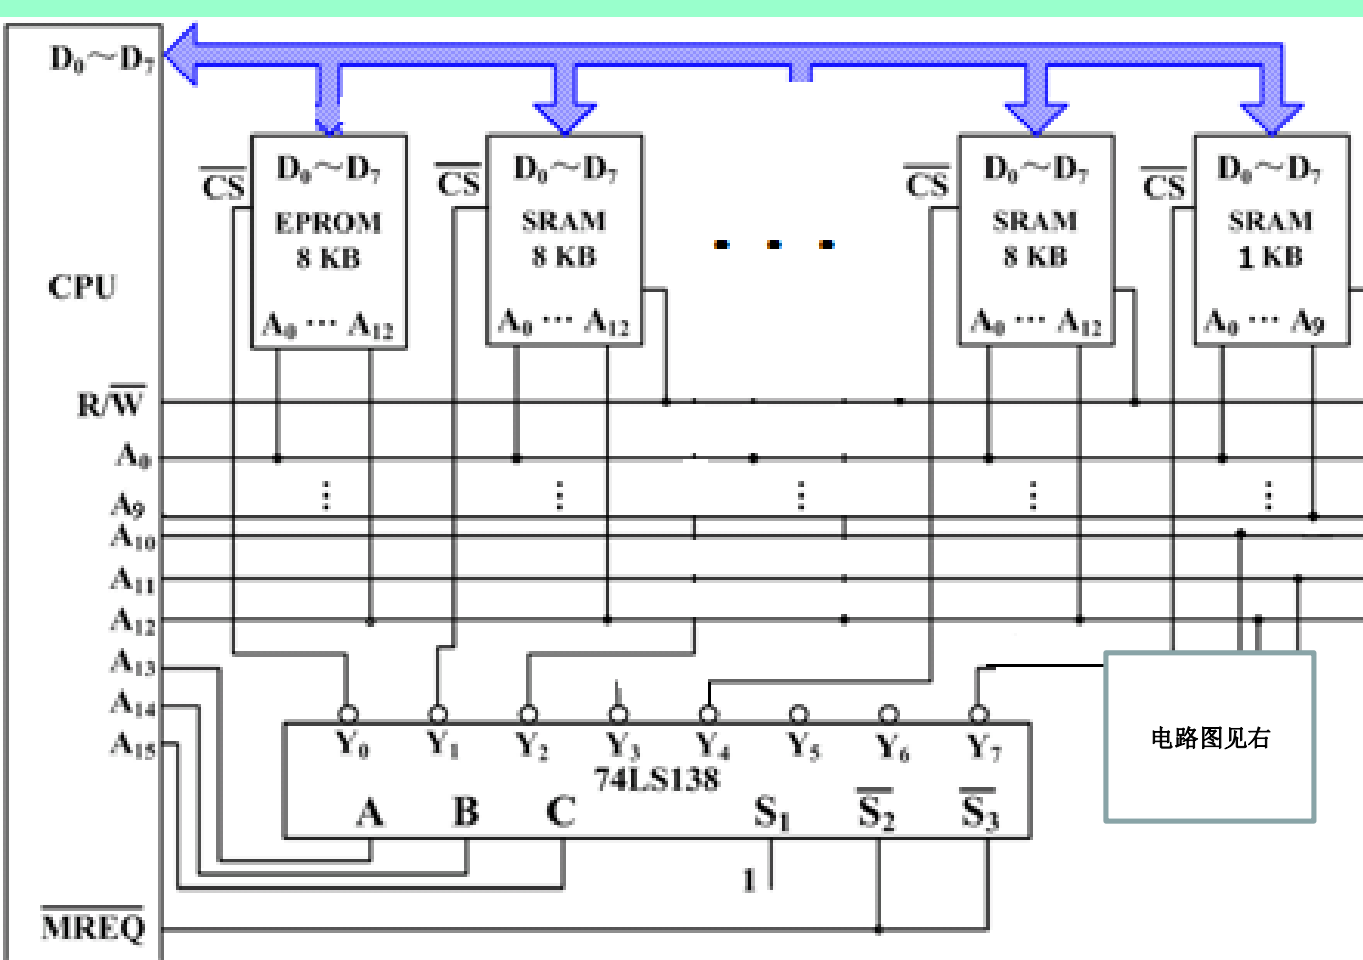 D₀～D₇
CS̅
D₀～D₇
EPROM
8 KB
A₀ ··· A₁₂
CS̅
D₀～D₇
SRAM
8 KB
A₀ ··· A₁₂
CS̅
D₀～D₇
SRAM
8 KB
A₀ ··· A₁₂
CS̅
D₀～D₇
SRAM
1 KB
A₀ ··· A₉
CPU
R/W̅
A₀
A₉
A₁₀
A₁₁
A₁₂
A₁₃
A₁₄
A₁₅
Y₀ Y₁ Y₂ Y₃ Y₄ Y₅ Y₆ Y₇
74LS138
A B C S₁ S̅₂ S̅₃
1
M̅R̅E̅Q̅
电路图见右